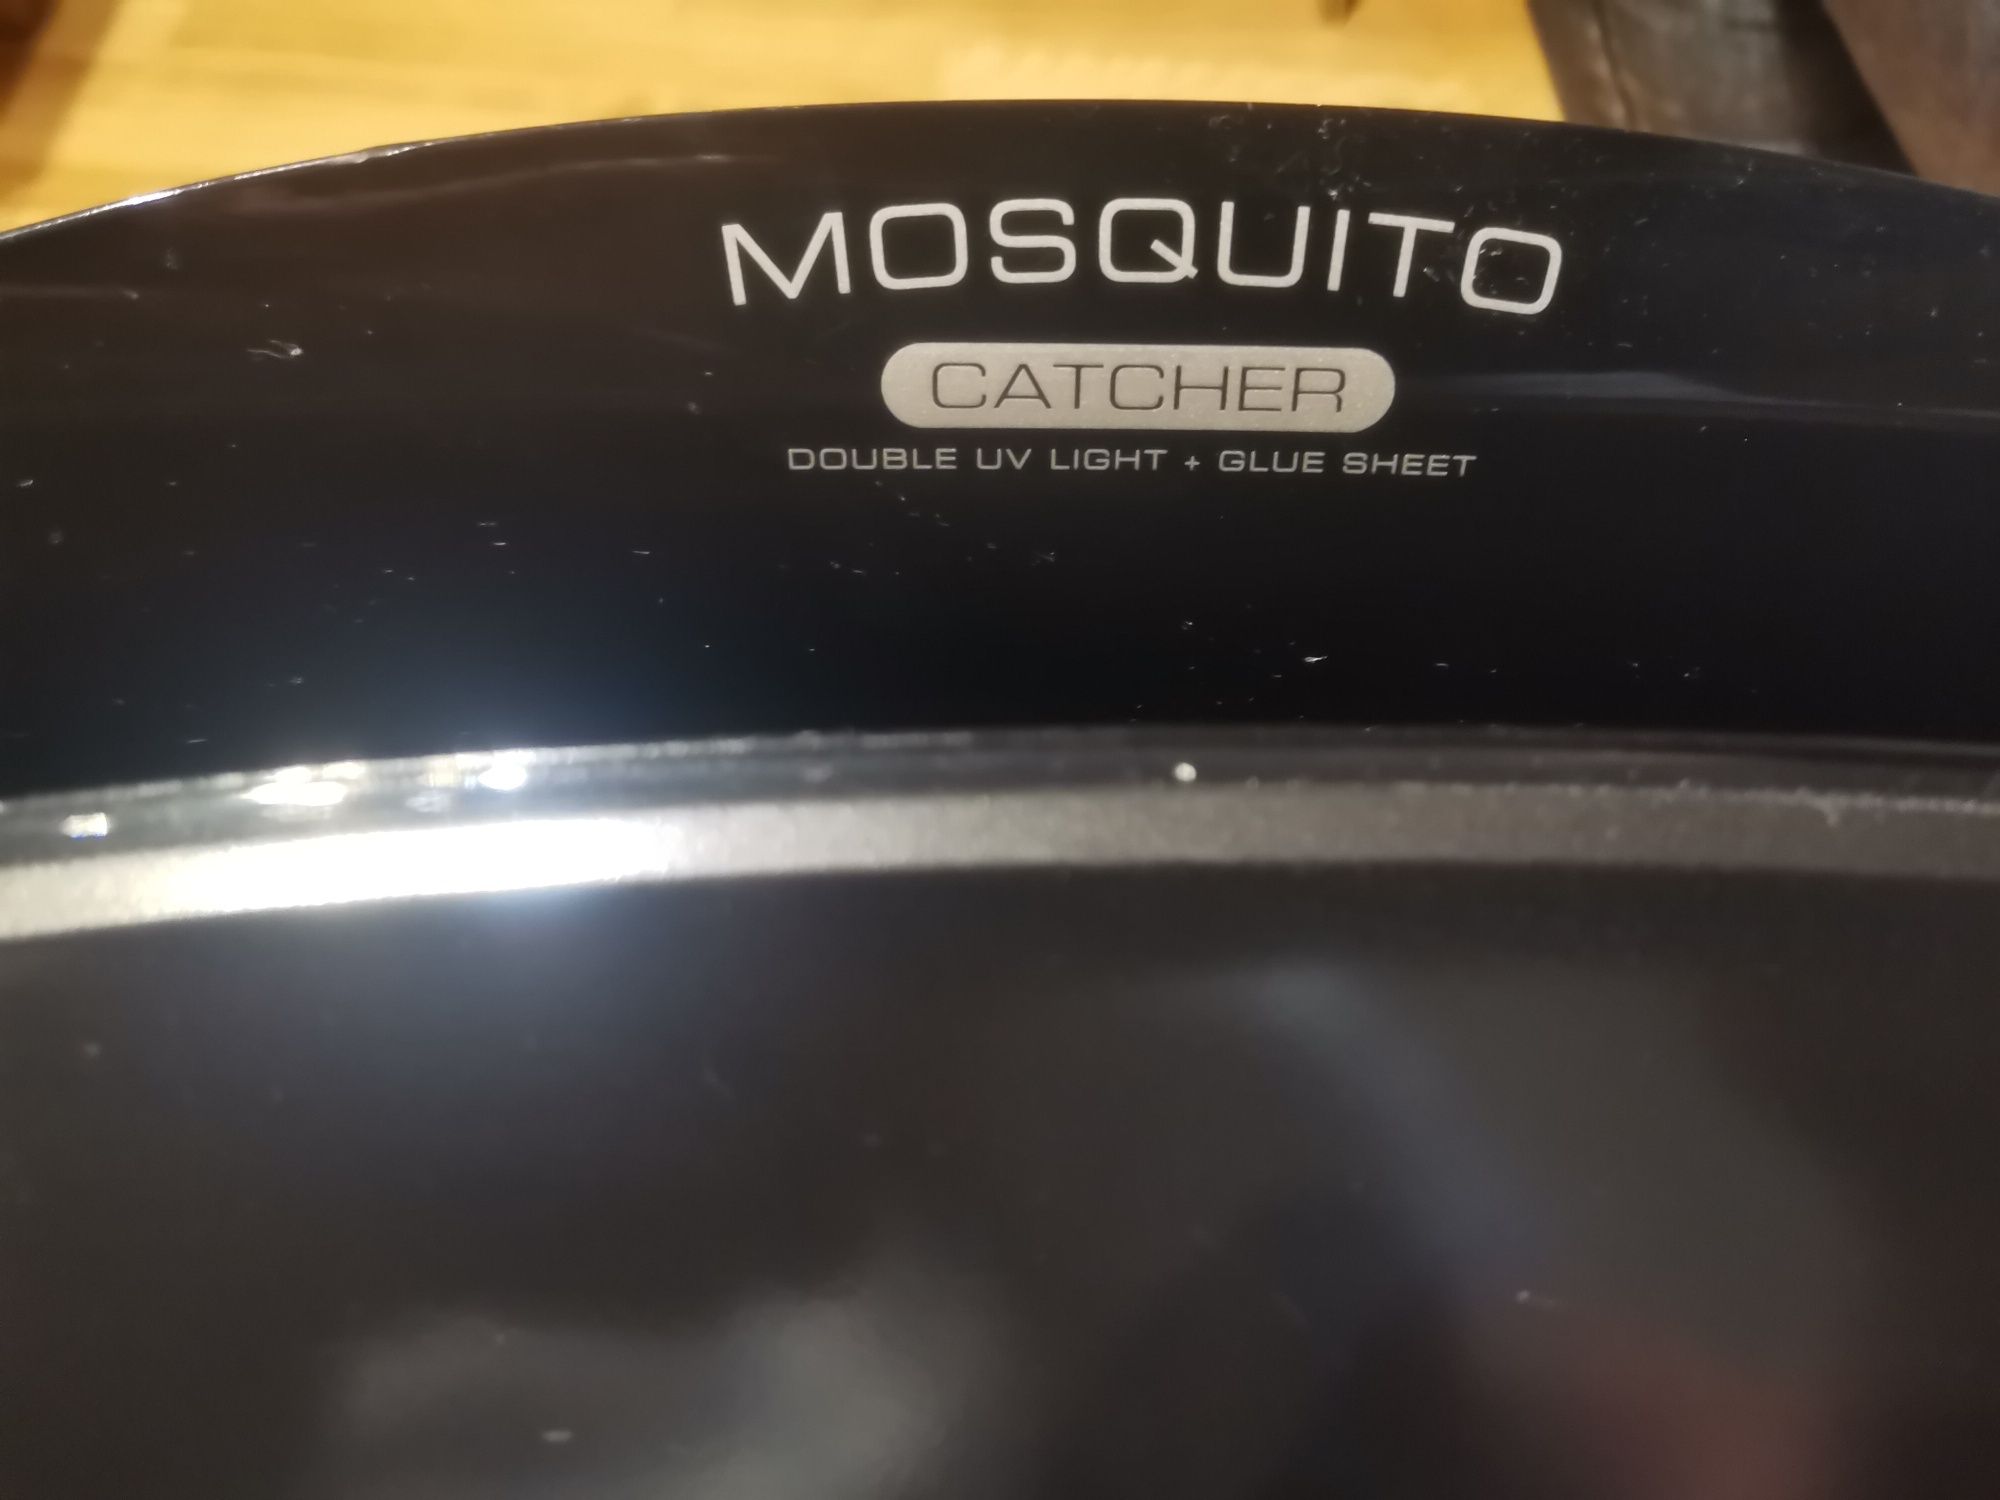 MOSQUITO
CATCHER
DOUBLE UV LIGHT + GLUE SHEET